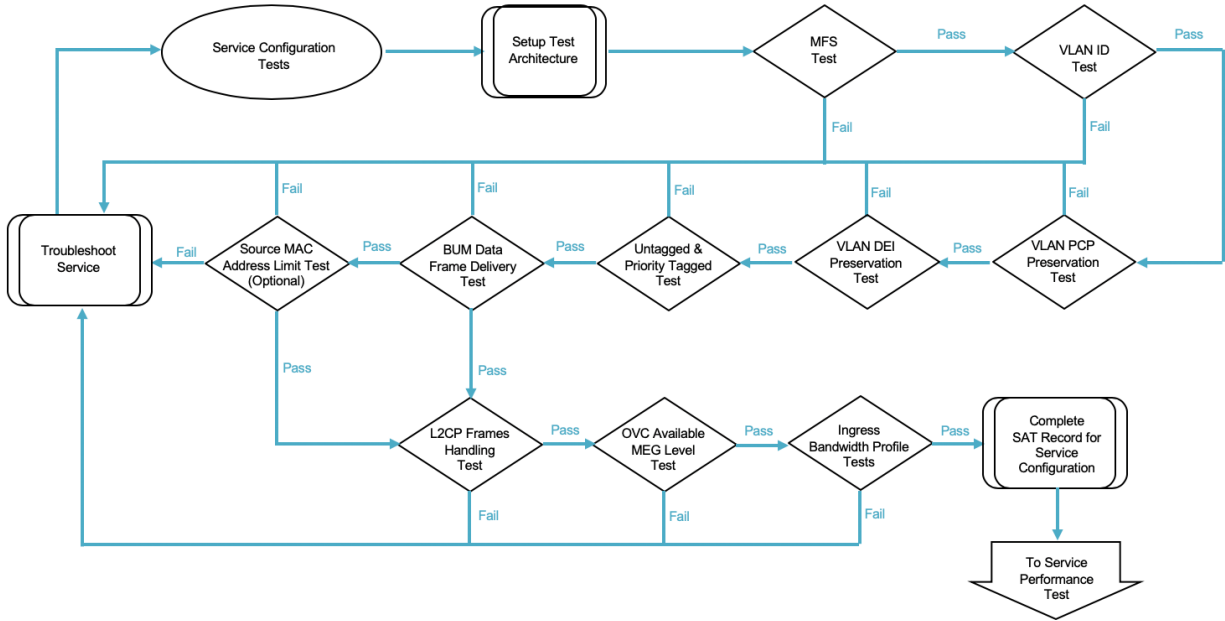 Service Configuration
Tests
Setup Test
Architecture
MFS
Test
Pass
VLAN ID
Test
Pass
Fail
Fail
Fail
Fail
Fail
Fail
Fail
Troubleshoot
Service
Fail
Source MAC
Address Limit Test
(Optional)
Pass
BUM Data
Frame Delivery
Test
Pass
Untagged &
Priority Tagged
Test
Pass
VLAN DEI
Preservation
Test
Pass
VLAN PCP
Preservation
Test
Pass
Pass
L2CP Frames
Handling
Test
Pass
OVC Available
MEG Level
Test
Pass
Ingress
Bandwidth Profile
Tests
Pass
Complete
SAT Record for
Service
Configuration
Fail
Fail
Fail
To Service
Performance
Test